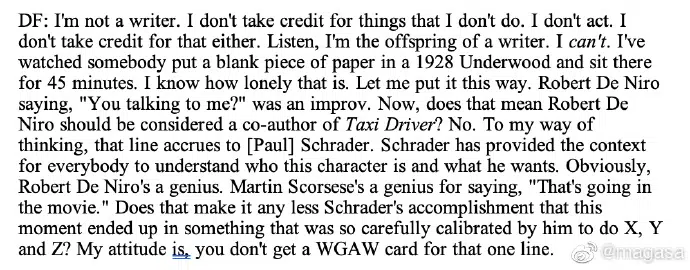 DF: I'm not a writer. I don't take credit for things that I don't do. I don't act. I
don't take credit for that either. Listen, I'm the offspring of a writer. I can't. I've
watched somebody put a blank piece of paper in a 1928 Underwood and sit there
for 45 minutes. I know how lonely that is. Let me put it this way. Robert De Niro
saying, "You talking to me?" was an improv. Now, does that mean Robert De
Niro should be considered a co-author of Taxi Driver? No. To my way of
thinking, that line accrues to [Paul] Schrader. Schrader has provided the context
for everybody to understand who this character is and what he wants. Obviously,
Robert De Niro's a genius. Martin Scorsese's a genius for saying, "That's going in
the movie." Does that make it any less Schrader's accomplishment that this
moment ended up in something that was so carefully calibrated by him to do X, Y
and Z? My attitude is, you don't get a WGAW card for that one line.
@magasa